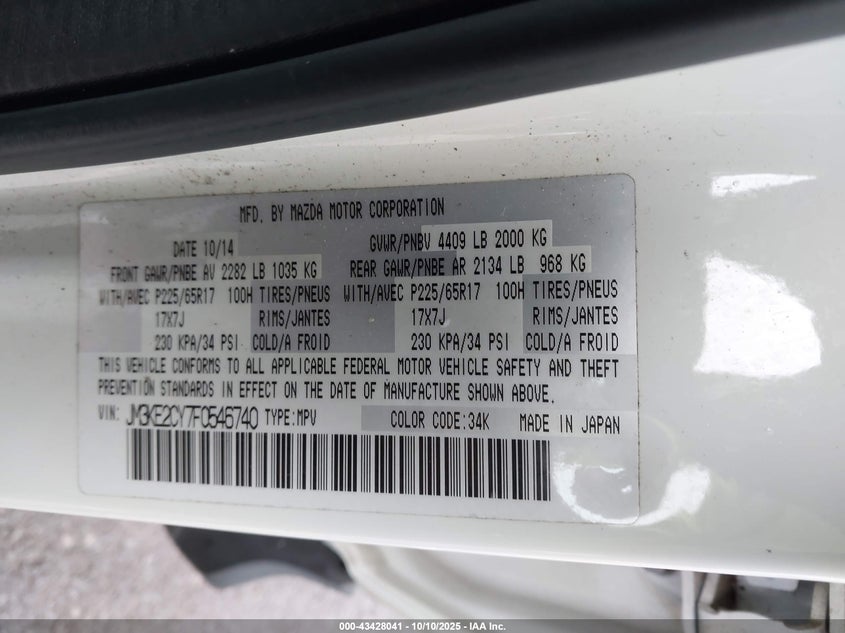 MFD. BY MAZDA MOTOR CORPORATION
DATE 10/14 GVWR/PNBV 4409 LB 2000 KG
FRONT GAWR/PNBE AV 2282 LB 1035 KG REAR GAWR/PNBE AR 2134 LB 968 KG
WITH/AVEC P225/65R17 100H TIRES/PNEUS WITH/AVEC P225/65R17 100H TIRES/PNEUS
17X7J RIMS/JANTES 17X7J RIMS/JANTES
230 KPA/34 PSI COLD/A FROID 230 KPA/34 PSI COLD/A FROID
THIS VEHICLE CONFORMS TO ALL APPLICABLE FEDERAL MOTOR VEHICLE SAFETY AND THEFT
PREVENTION STANDARDS IN EFFECT ON THE DATE OF MANUFACTURE SHOWN ABOVE.
VIN: JM3KE2CY7F0546740 TYPE:MPV COLOR CODE:34K MADE IN JAPAN
000-43428041 - 10/10/2025 - IAA Inc.